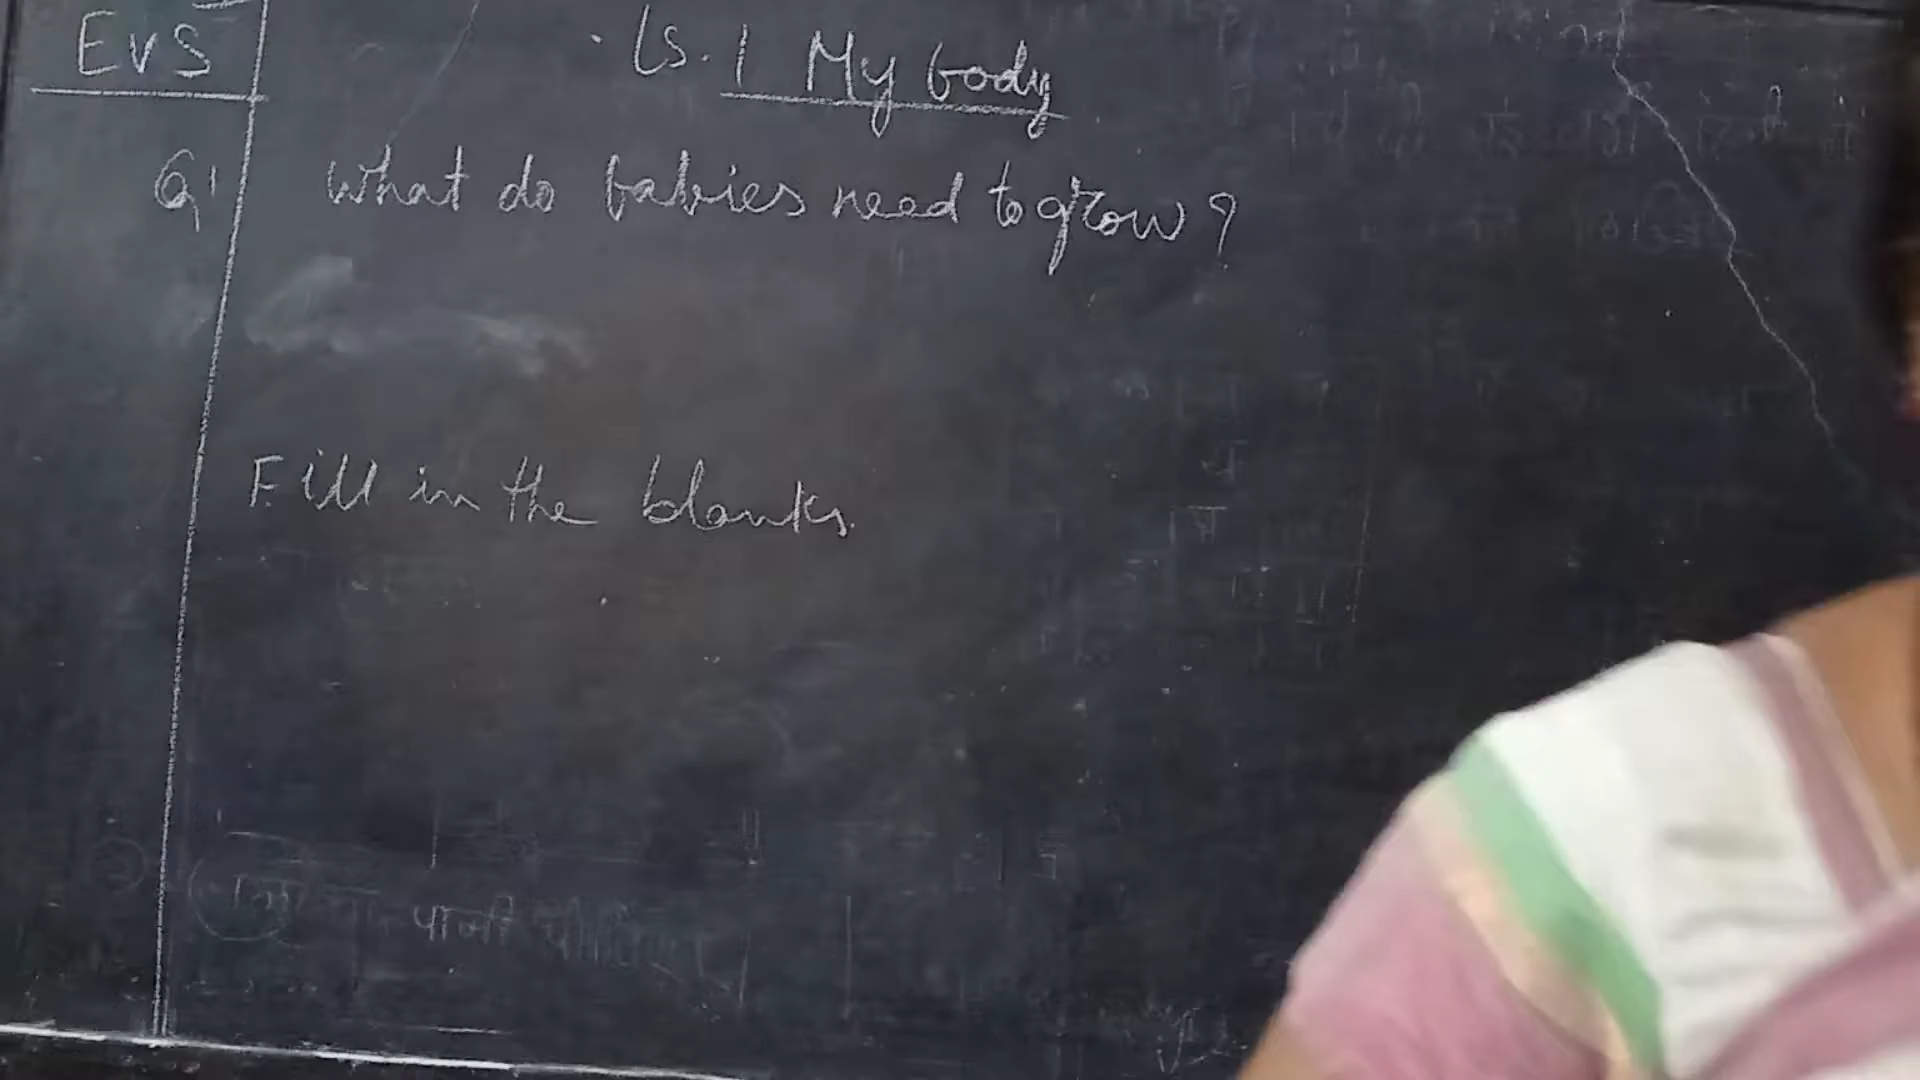 EVS
Ls. 1 My body
Q1 What do babies need to grow?
Fill in the blanks.